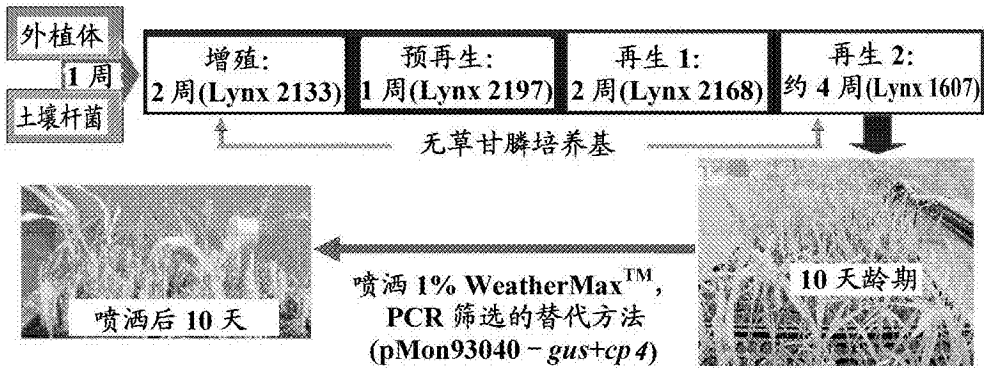 外植体
1 周
土壤杆菌
增殖:
2 周(Lynx 2133)
预再生:
1 周(Lynx 2197)
再生 1:
2 周(Lynx 2168)
再生 2:
约 4 周(Lynx 1607)
无草甘膦培养基
10 天龄期
喷洒 1% WeatherMax™,
PCR 筛选的替代方法
(pMon93040－gus+cp4)
喷洒后 10 天